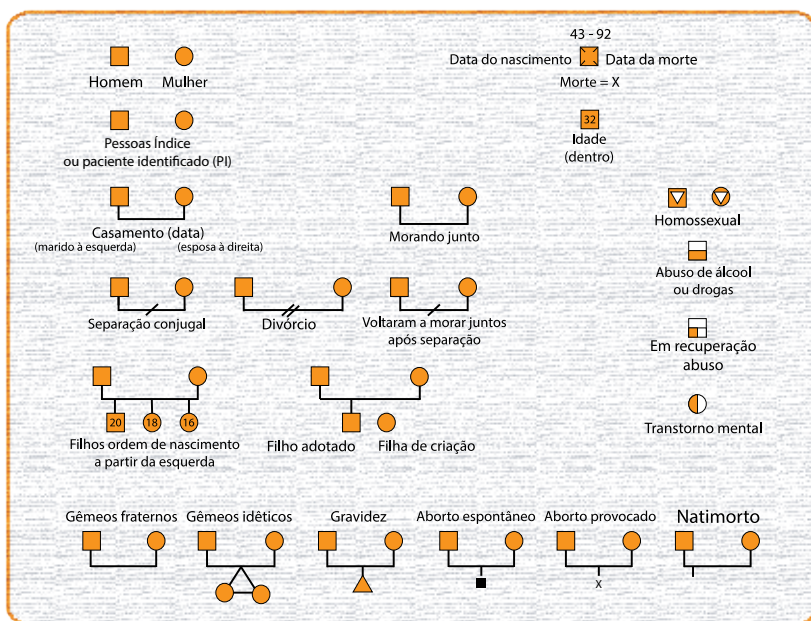 43 - 92
Data do nascimento Data da morte
Morte = X
Homem Mulher
32
Idade
(dentro)
Pessoas Índice
ou paciente identificado (PI)
Casamento (data)
(marido à esquerda) (esposa à direita)
Morando junto
Homossexual
Abuso de álcool
ou drogas
Separação conjugal
Divórcio
Voltaram a morar juntos
após separação
Em recuperação
abuso
20 18 16
Filhos ordem de nascimento
a partir da esquerda
Filho adotado Filha de criação
Transtorno mental
Gêmeos fraternos
Gêmeos idêticos
Gravidez
Aborto espontâneo
Aborto provocado
Natimorto
X